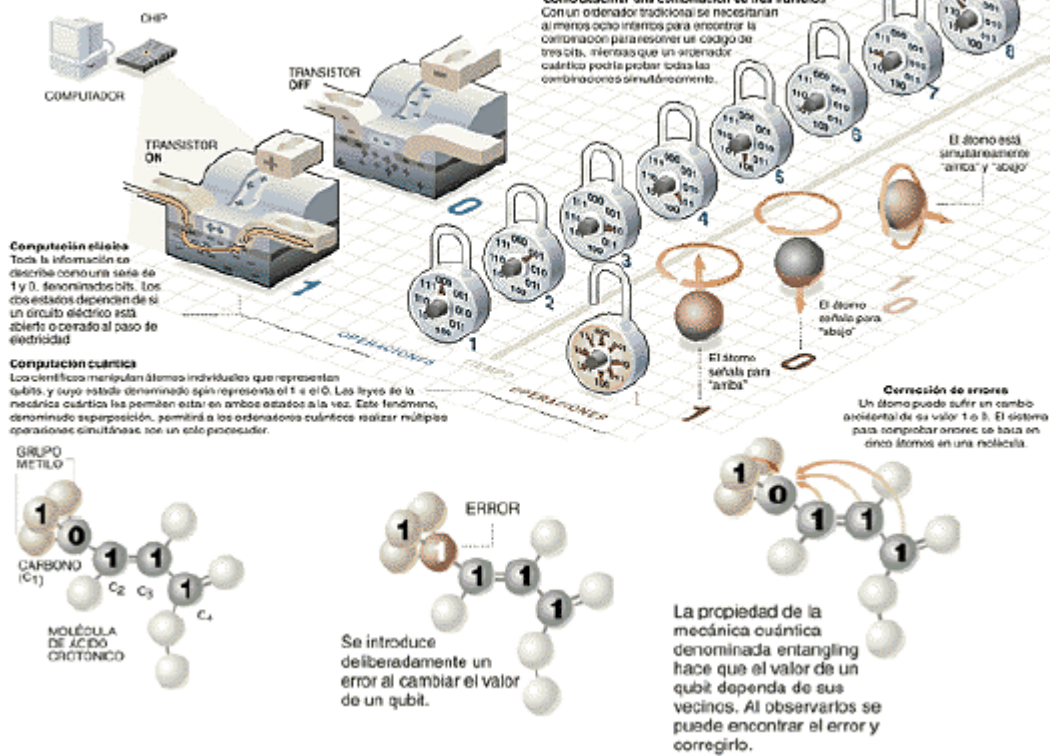 CHIP
COMPUTADOR
TRANSISTOR
OFF
TRANSISTOR
ON
Con un ordenador tradicional se necesitarían
al menos ocho intentos para encontrar la
combinación para resolver un código de
tres bits, mientras que un ordenador
cuántico podría probar todas las
combinaciones simultáneamente.
Computación clásica
Toda la información se
describe como una serie de
1 y 0, denominados bits. Los
dos estados dependen de si
un circuito eléctrico está
abierto o cerrado al paso de
electricidad
1
0
1
2
3
4
5
6
7
8
OPERACIONES
TIEMPO
OPERACIONES
1
El átomo
señala para
"arriba"
1
El átomo
señala para
"abajo"
0
El átomo está
simultáneamente
"arriba" y "abajo"
1
0
Computación cuántica
Los científicos manipulan átomos individuales que representan
qubits, y cuyo estado denominado spin representa el 1 o el 0. Las leyes de la
mecánica cuántica les permiten estar en ambos estados a la vez. Este fenómeno,
denominado superposición, permitirá a los ordenadores cuánticos realizar múltiples
operaciones simultáneas con un solo procesador.
Corrección de errores
Un átomo puede sufrir un cambio
accidental de su valor 1 o 0. El sistema
para comprobar errores se basa en
cinco átomos en una molécula.
GRUPO
METILO
1
0
1
1
1
CARBONO
(C1)
C2
C3
C4
MOLÉCULA
DE ÁCIDO
CROTÓNICO
ERROR
1
1
1
1
1
Se introduce
deliberadamente un
error al cambiar el valor
de un qubit.
1
0
1
1
1
La propiedad de la
mecánica cuántica
denominada entangling
hace que el valor de un
qubit dependa de sus
vecinos. Al observarlos se
puede encontrar el error y
corregirlo.